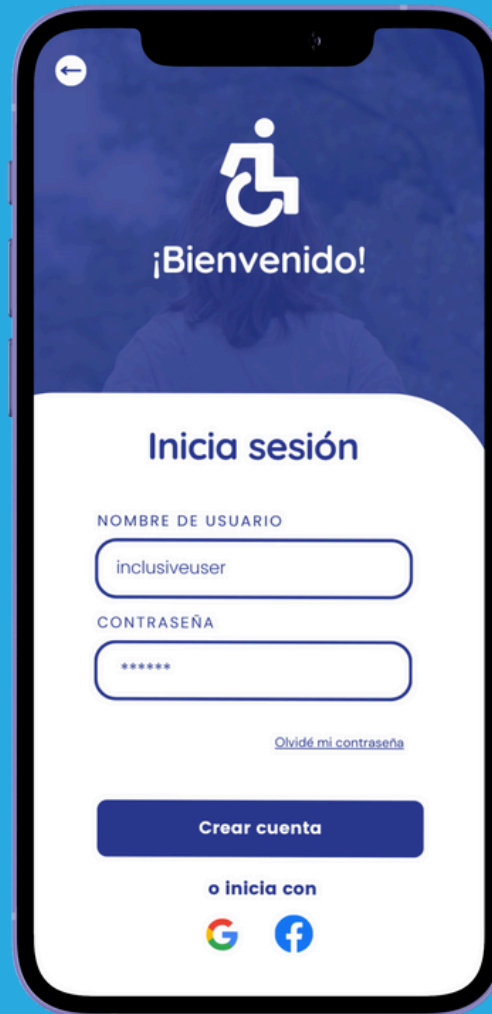 ¡Bienvenido!
Inicia sesión
NOMBRE DE USUARIO
inclusiveuser
CONTRASEÑA
******
Olvidé mi contraseña
Crear cuenta
o inicia con